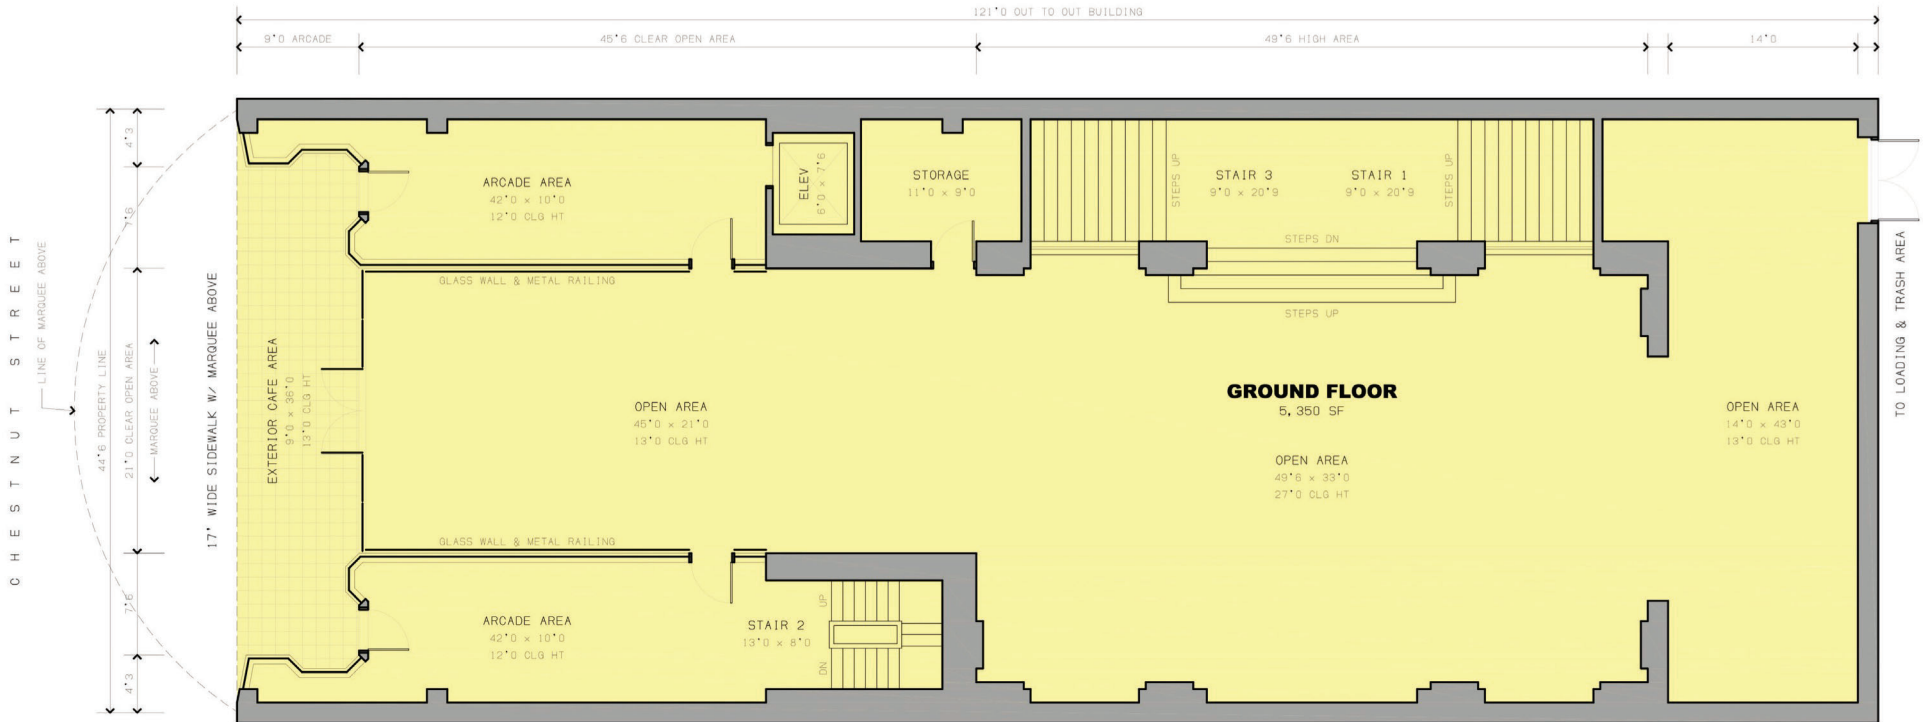 121'0 OUT TO OUT BUILDING
9'0 ARCADE
45'6 CLEAR OPEN AREA
49'6 HIGH AREA
14'0
CHESTNUT STREET
LINE OF MARQUEE ABOVE
44'6 PROPERTY LINE
4'3
7'6
21'0 CLEAR OPEN AREA
7'6
4'3
MARQUEE ABOVE
17' WIDE SIDEWALK W/ MARQUEE ABOVE
EXTERIOR CAFE AREA
9'0 x 36'0
13'0 CLG HT
ARCADE AREA
42'0 x 10'0
12'0 CLG HT
ELEV
6'0 x 7'6
STORAGE
11'0 x 9'0
STEPS UP
STAIR 3
9'0 x 20'9
STAIR 1
9'0 x 20'9
STEPS UP
STEPS DN
STEPS UP
GLASS WALL & METAL RAILING
OPEN AREA
45'0 x 21'0
13'0 CLG HT
GROUND FLOOR
5,350 SF
OPEN AREA
49'6 x 33'0
27'0 CLG HT
OPEN AREA
14'0 x 43'0
13'0 CLG HT
TO LOADING & TRASH AREA
GLASS WALL & METAL RAILING
ARCADE AREA
42'0 x 10'0
12'0 CLG HT
STAIR 2
13'0 x 8'0
UP
DN